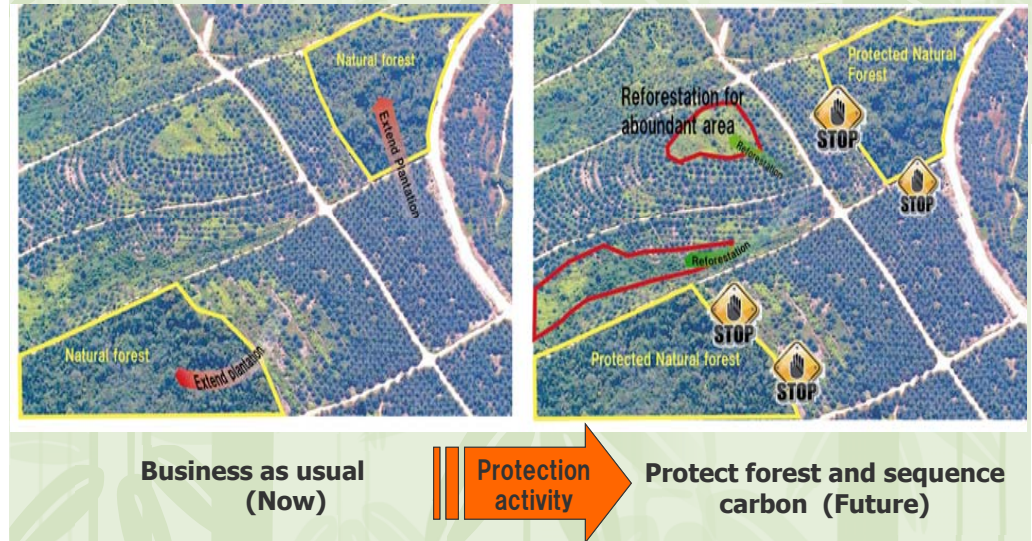 Natural forest
Extend Plantation
Natural forest
Extend plantation
Protected Natural
Forest
Reforestation for
aboundant area
Reforestation
STOP
STOP
Reforestation
STOP
Protected Natural forest
STOP
Business as usual
(Now)
Protection
activity
Protect forest and sequence
carbon (Future)